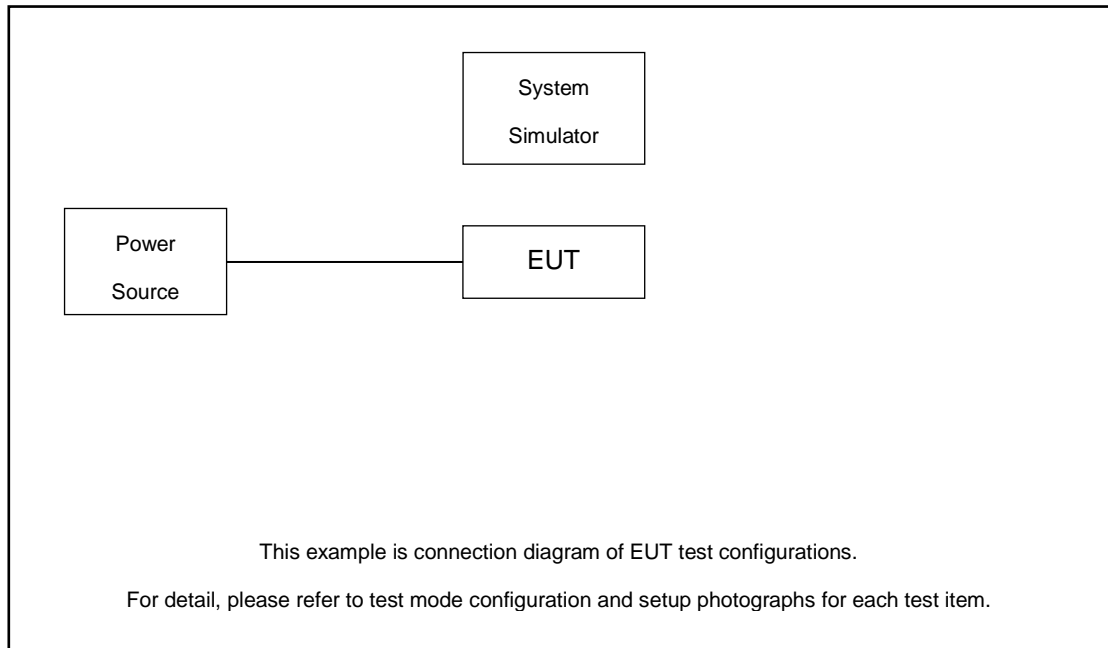 System
Simulator
Power
Source
EUT
This example is connection diagram of EUT test configurations.
For detail, please refer to test mode configuration and setup photographs for each test item.